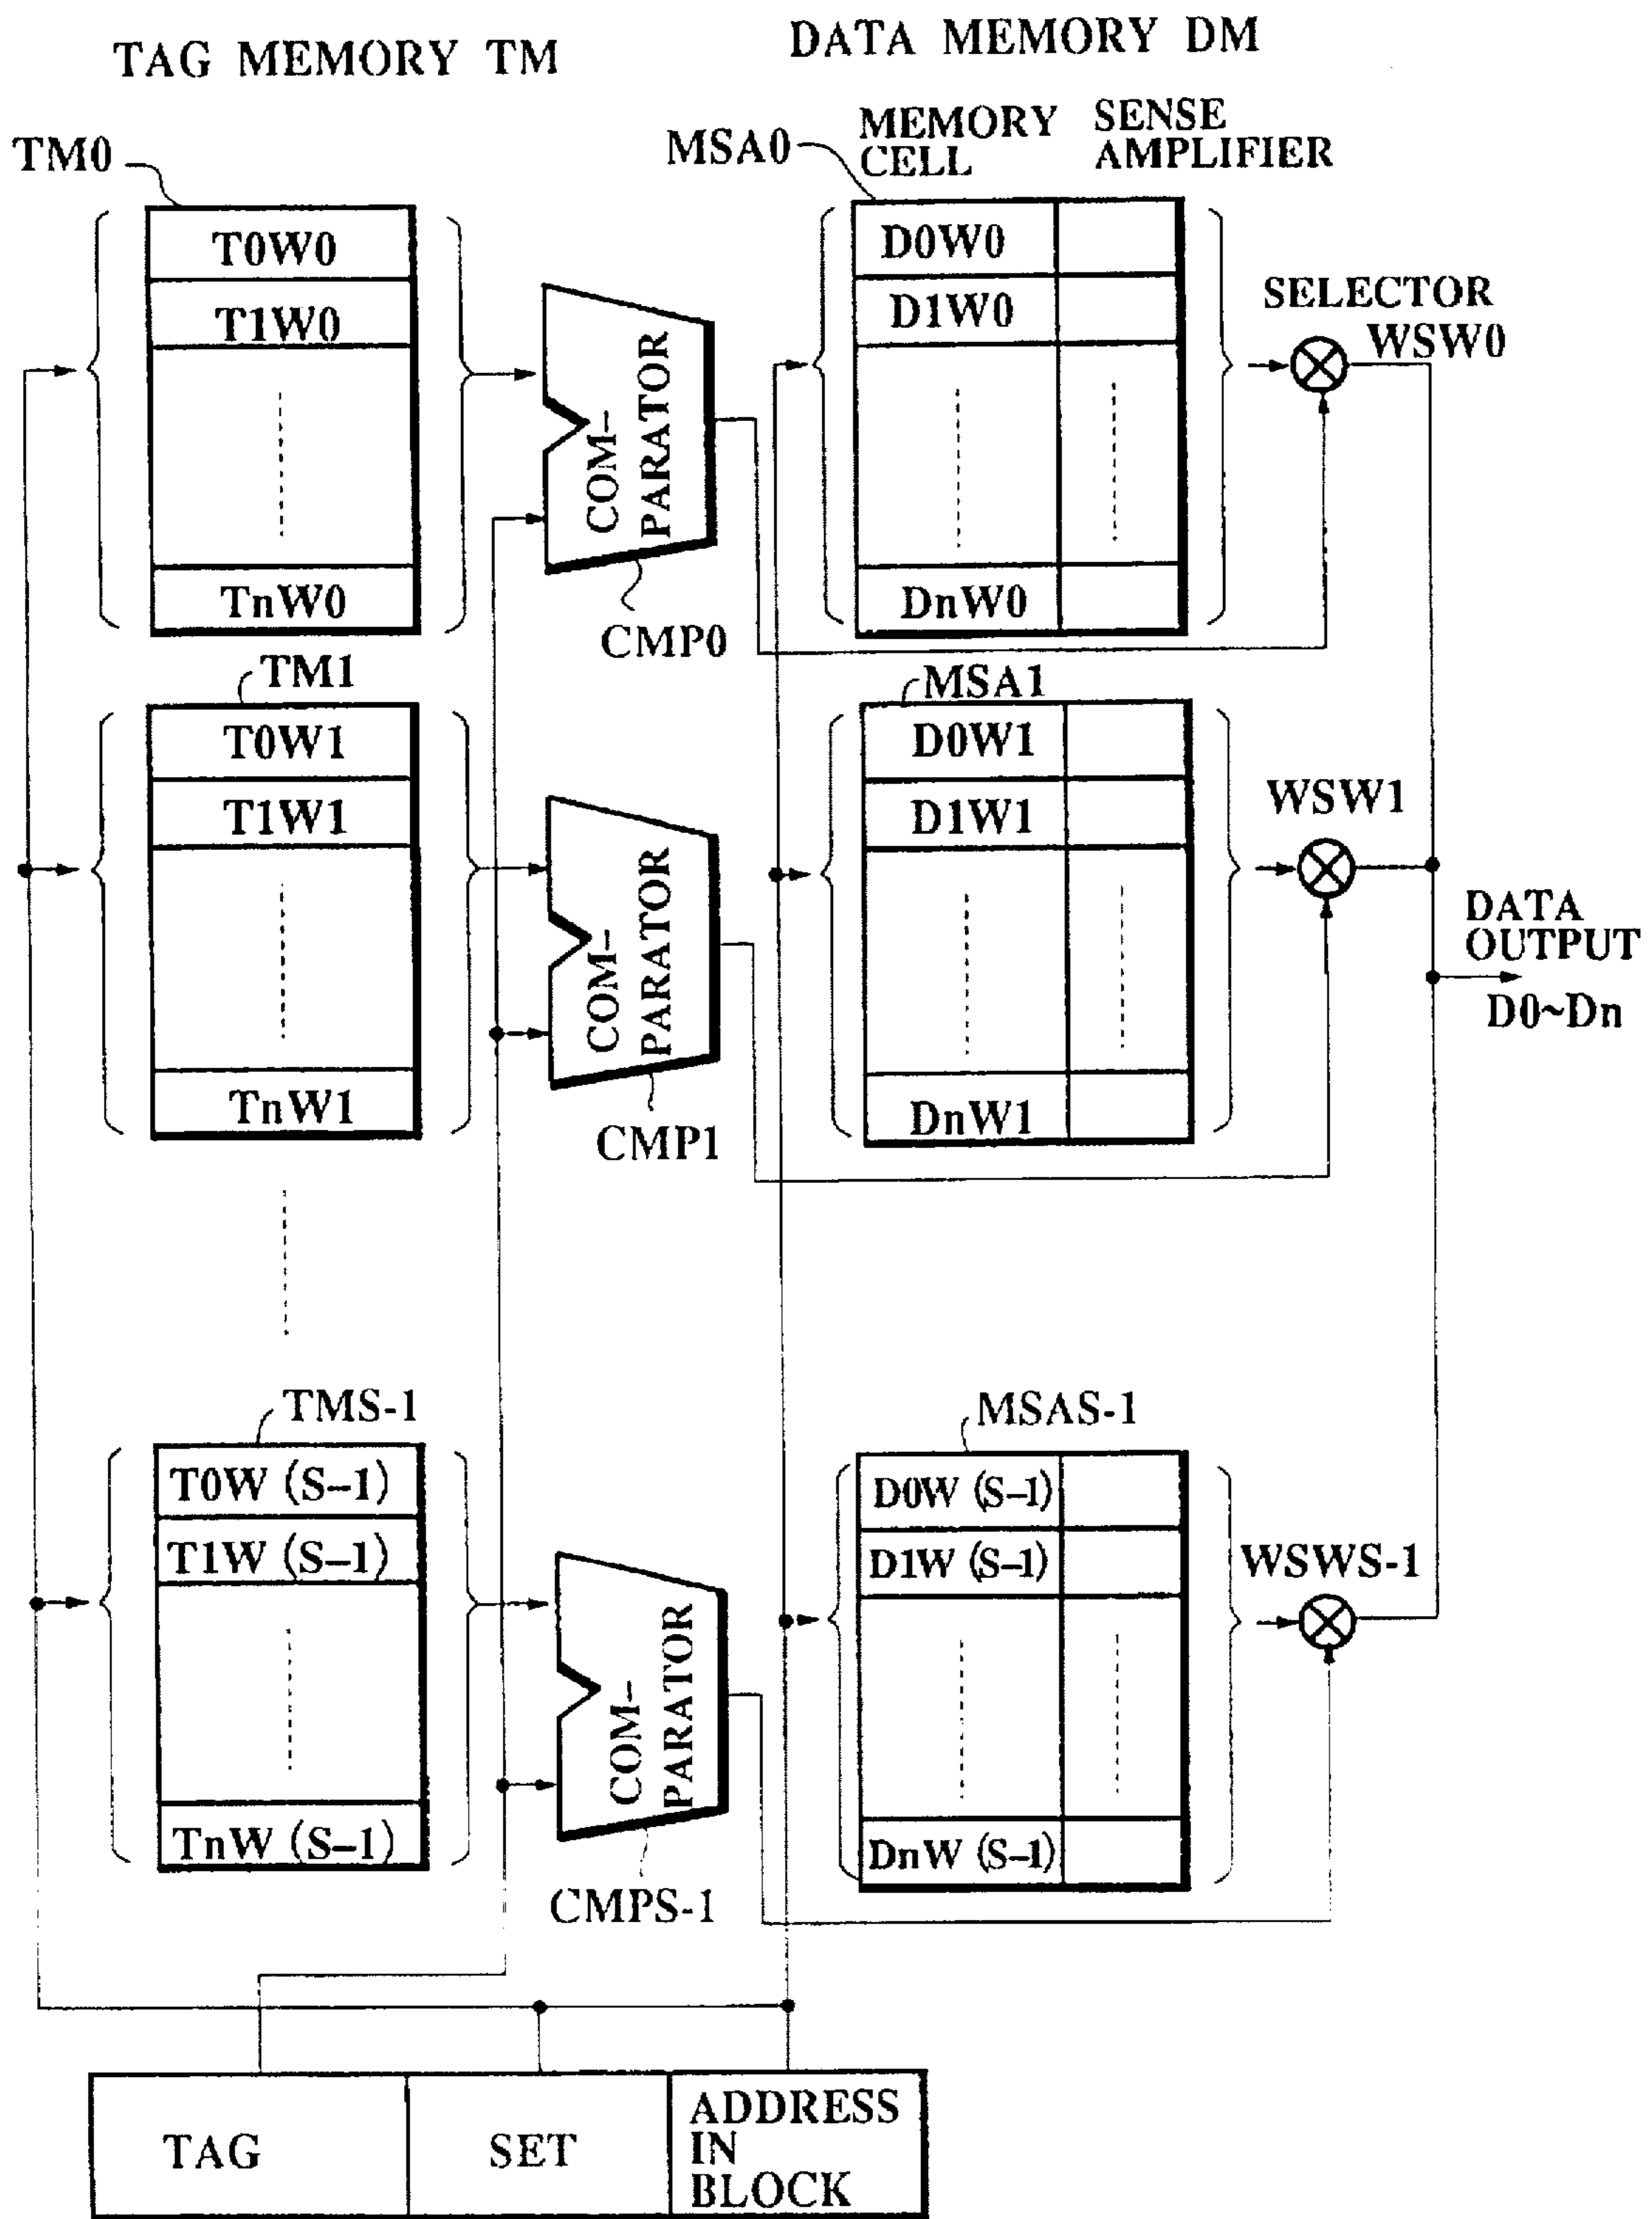 TAG MEMORY TM
DATA MEMORY DM
TM0
MSA0
MEMORY
CELL
SENSE
AMPLIFIER
T0W0
T1W0
TnW0
COM-
PARATOR
CMP0
D0W0
D1W0
DnW0
SELECTOR
WSW0
TM1
T0W1
T1W1
TnW1
COM-
PARATOR
CMP1
MSA1
D0W1
D1W1
DnW1
WSW1
DATA
OUTPUT
D0~Dn
TMS-1
T0W (S-1)
T1W (S-1)
TnW (S-1)
COM-
PARATOR
CMPS-1
MSAS-1
D0W (S-1)
D1W (S-1)
DnW (S-1)
WSWS-1
TAG
SET
ADDRESS
IN
BLOCK